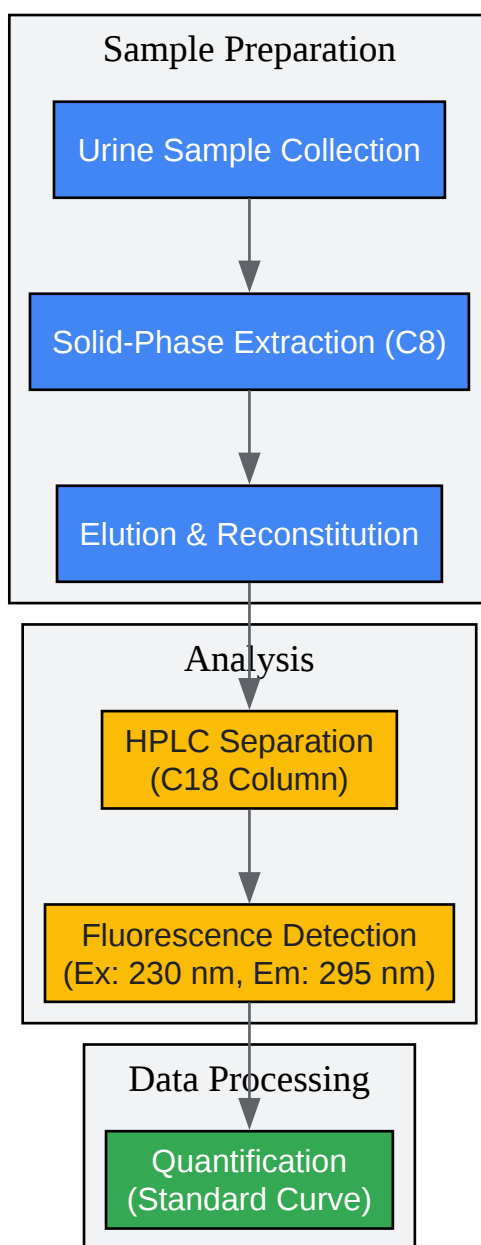 Sample Preparation
Urine Sample Collection
Solid-Phase Extraction (C8)
Elution & Reconstitution
Analysis
HPLC Separation
(C18 Column)
Fluorescence Detection
(Ex: 230 nm, Em: 295 nm)
Data Processing
Quantification
(Standard Curve)